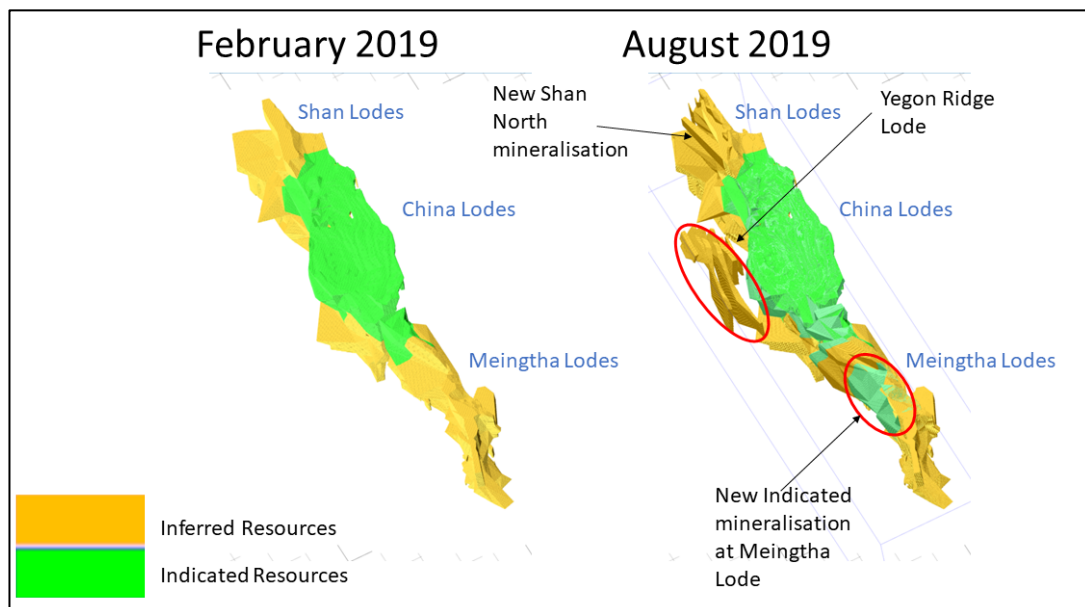 February 2019
August 2019
Shan Lodes
China Lodes
Meingtha Lodes
New Shan
North
mineralisation
Shan Lodes
Yegon Ridge
Lode
China Lodes
Meingtha Lodes
New Indicated
mineralisation
at Meingtha
Lode
Inferred Resources
Indicated Resources